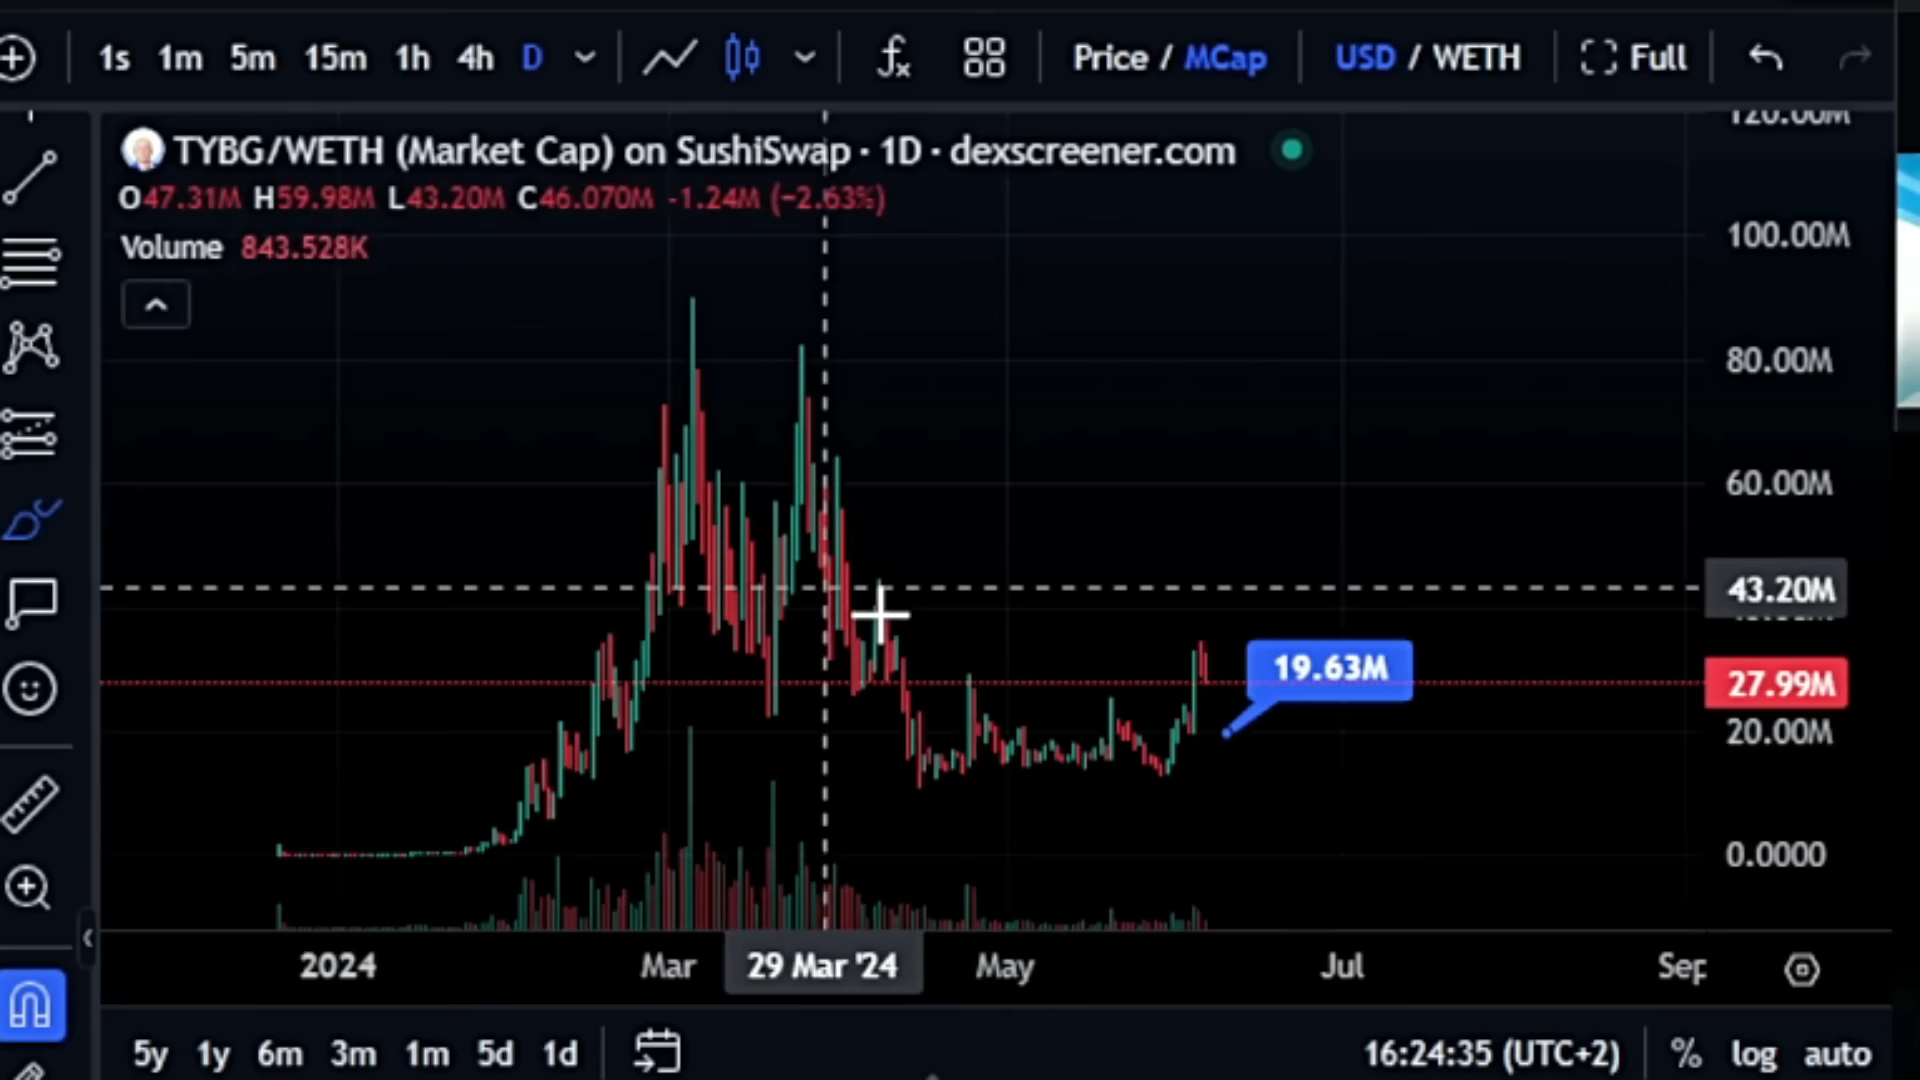 1s 1m 5m 15m 1h 4h D Price / MCap USD / WETH Full
TYBG/WETH (Market Cap) on SushiSwap · 1D · dexscreener.com
O47.31M H59.98M L43.20M C46.070M -1.24M (−2.63%)
Volume 843.528K
120.00M
100.00M
80.00M
60.00M
43.20M
19.63M
27.99M
20.00M
0.0000
2024 Mar 29 Mar '24 May Jul Sep
5y 1y 6m 3m 1m 5d 1d 16:24:35 (UTC+2) % log auto